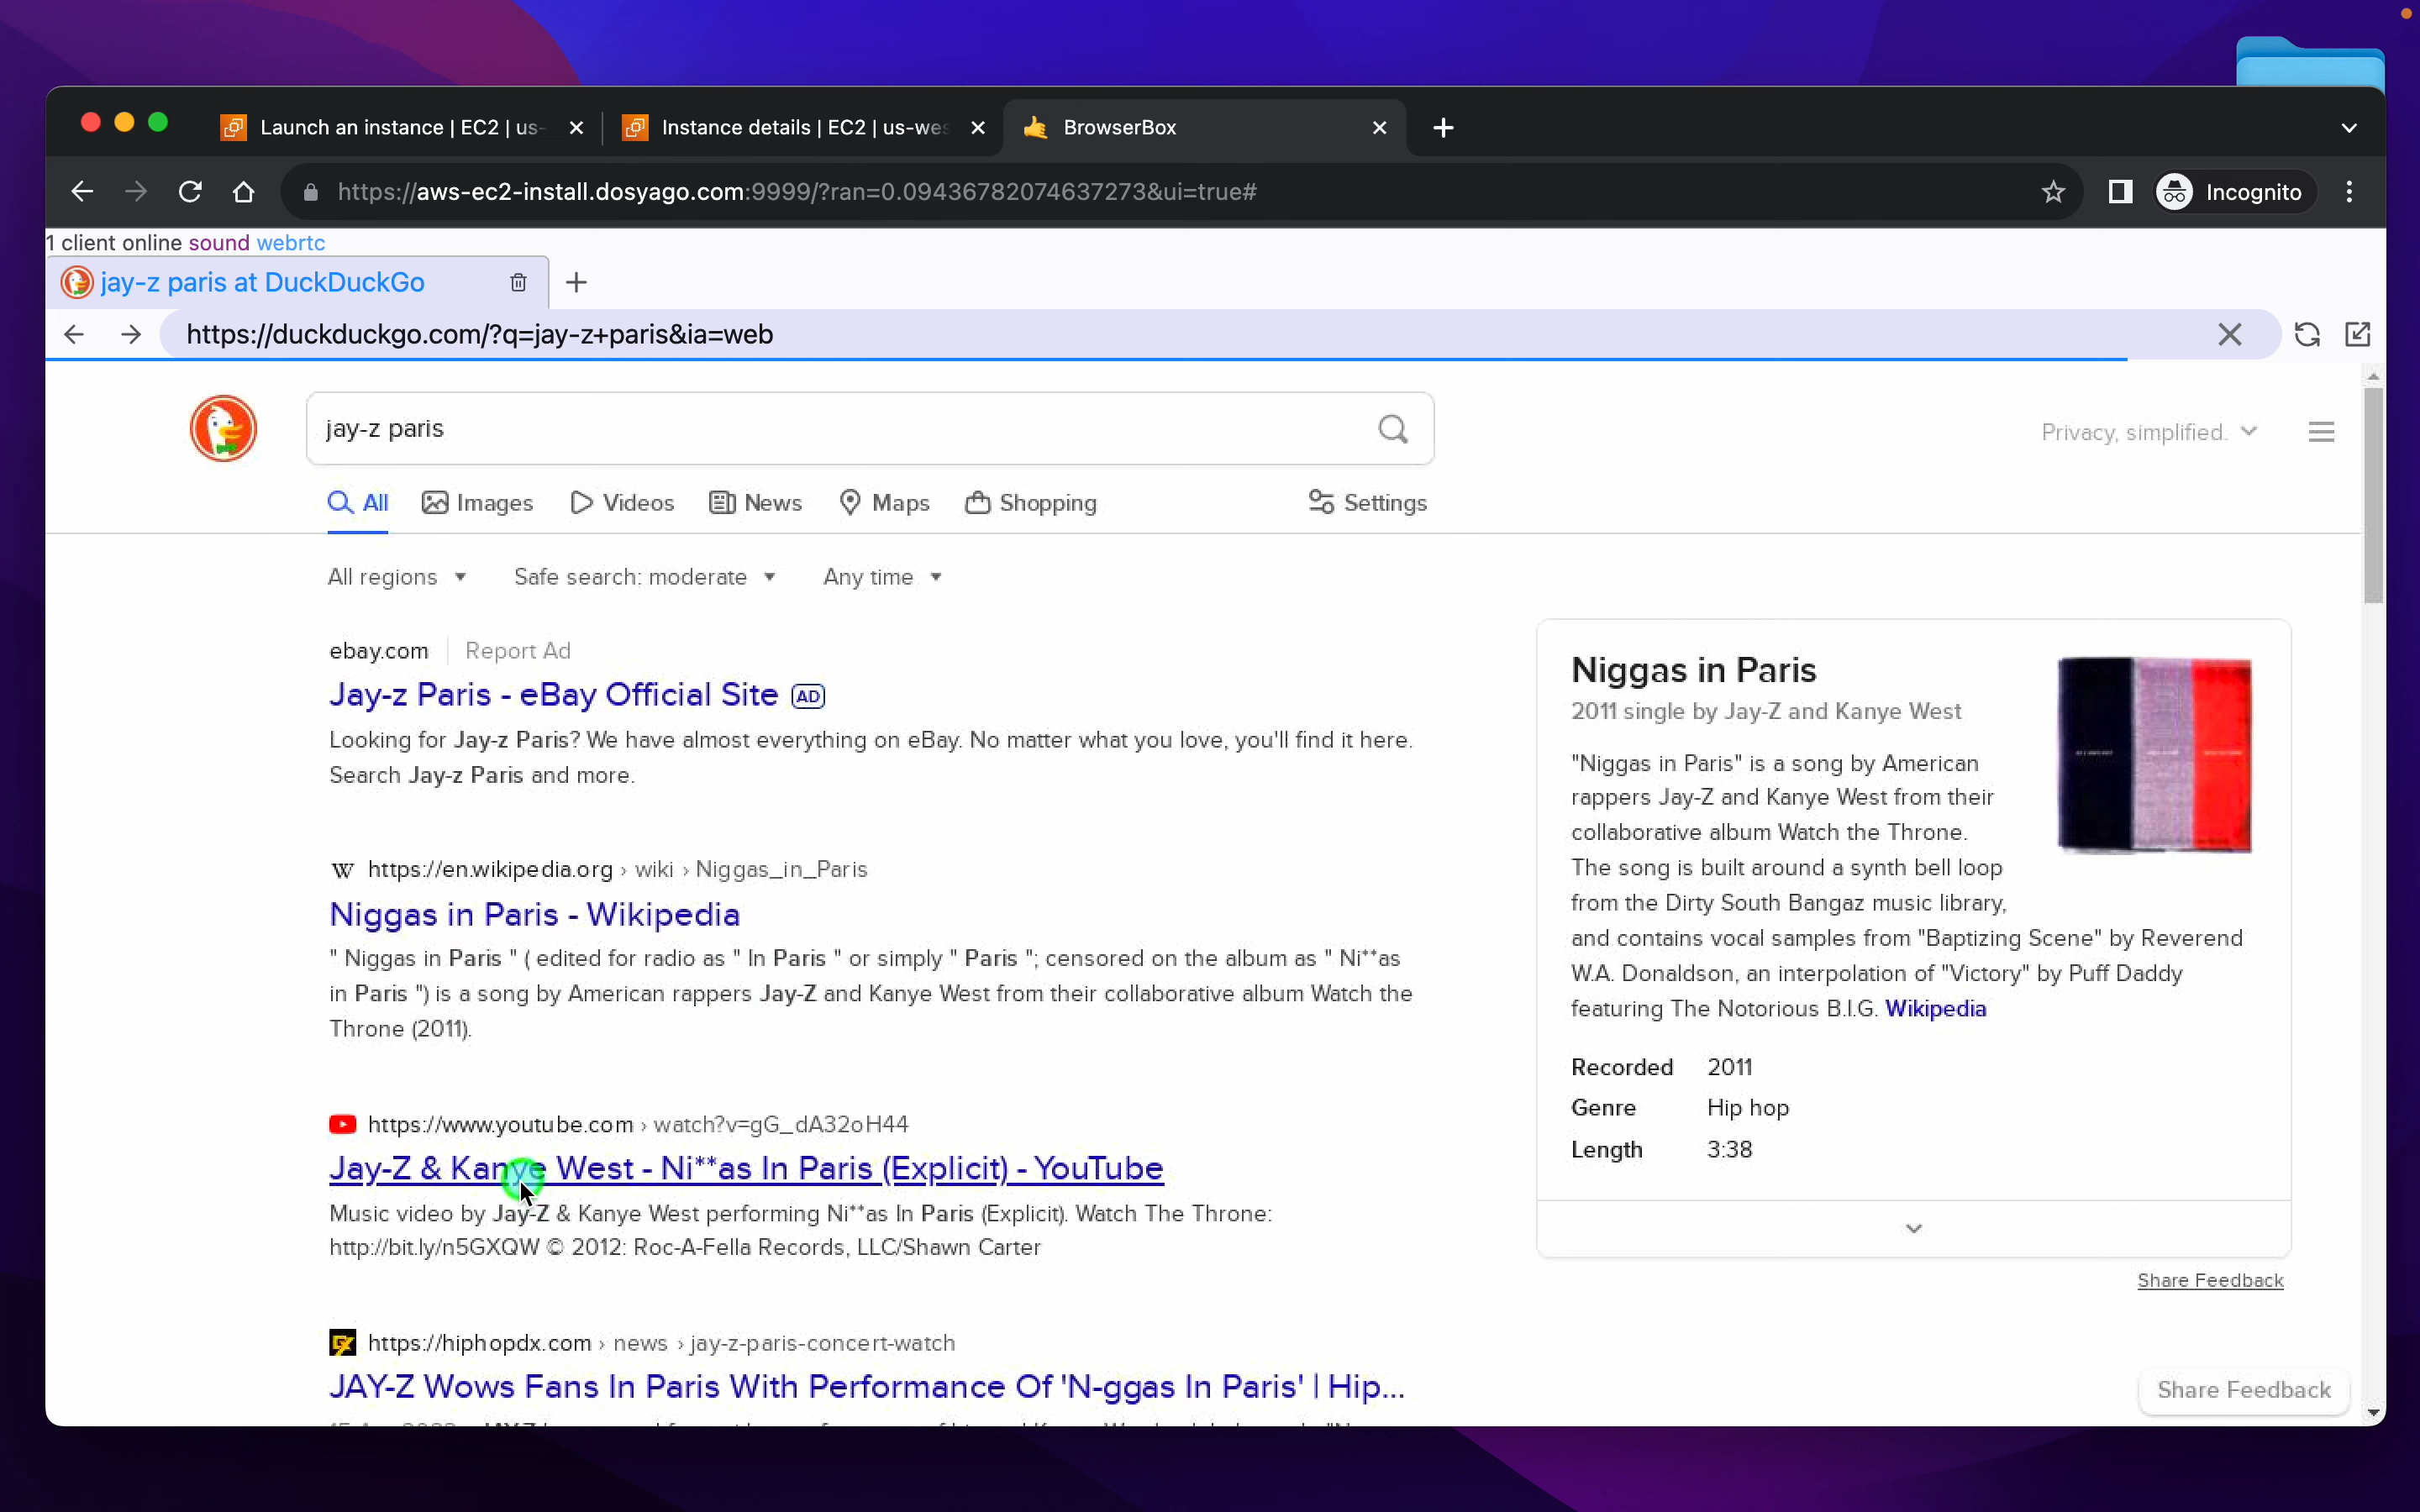 Launch an instance | EC2 | us-
Instance details | EC2 | us-wes
BrowserBox
https://aws-ec2-install.dosyago.com:9999/?ran=0.09436782074637273&ui=true#
Incognito
1 client online sound webrtc
jay-z paris at DuckDuckGo
https://duckduckgo.com/?q=jay-z+paris&ia=web
jay-z paris
Privacy, simplified.
All Images Videos News Maps Shopping Settings
All regions Safe search: moderate Any time
ebay.com Report Ad
Jay-z Paris - eBay Official Site AD
Looking for Jay-z Paris? We have almost everything on eBay. No matter what you love, you'll find it here.
Search Jay-z Paris and more.
W https://en.wikipedia.org › wiki › Niggas_in_Paris
Niggas in Paris - Wikipedia
" Niggas in Paris " ( edited for radio as " In Paris " or simply " Paris "; censored on the album as " Ni**as
in Paris ") is a song by American rappers Jay-Z and Kanye West from their collaborative album Watch the
Throne (2011).
https://www.youtube.com › watch?v=gG_dA32oH44
Jay-Z & Kanye West - Ni**as In Paris (Explicit) - YouTube
Music video by Jay-Z & Kanye West performing Ni**as In Paris (Explicit). Watch The Throne:
http://bit.ly/n5GXQW © 2012: Roc-A-Fella Records, LLC/Shawn Carter
https://hiphopdx.com › news › jay-z-paris-concert-watch
JAY-Z Wows Fans In Paris With Performance Of 'N-ggas In Paris' | Hip...
Niggas in Paris
2011 single by Jay-Z and Kanye West
"Niggas in Paris" is a song by American
rappers Jay-Z and Kanye West from their
collaborative album Watch the Throne.
The song is built around a synth bell loop
from the Dirty South Bangaz music library,
and contains vocal samples from "Baptizing Scene" by Reverend
W.A. Donaldson, an interpolation of "Victory" by Puff Daddy
featuring The Notorious B.I.G. Wikipedia
Recorded 2011
Genre Hip hop
Length 3:38
Share Feedback
Share Feedback